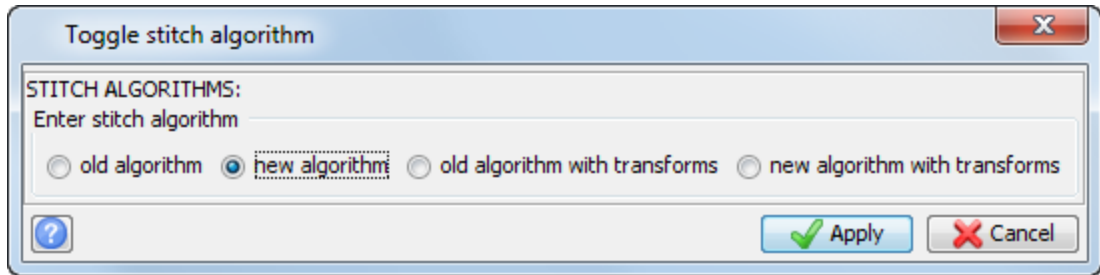 Toggle stitch algorithm
STITCH ALGORITHMS:
Enter stitch algorithm
old algorithm new algorithm old algorithm with transforms new algorithm with transforms
? Apply Cancel